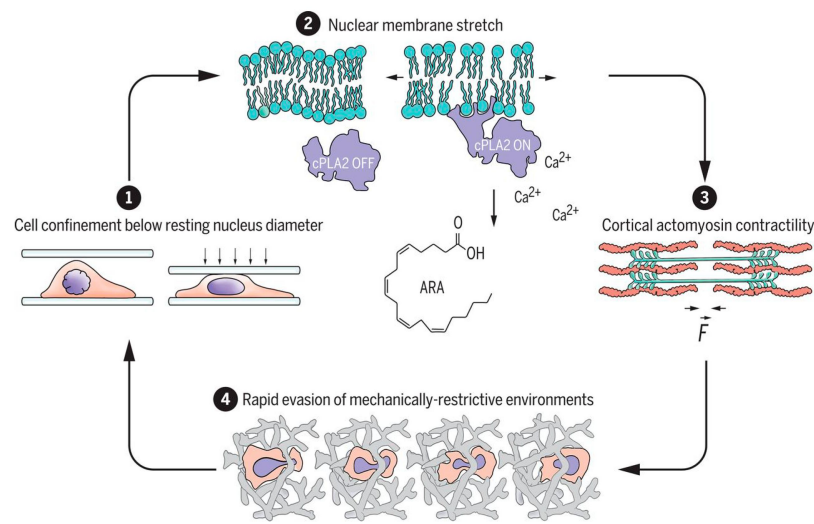 2 Nuclear membrane stretch
cPLA2 OFF
cPLA2 ON
Ca2+
Ca2+
Ca2+
1
Cell confinement below resting nucleus diameter
O
OH
ARA
3
Cortical actomyosin contractility
F
4 Rapid evasion of mechanically-restrictive environments